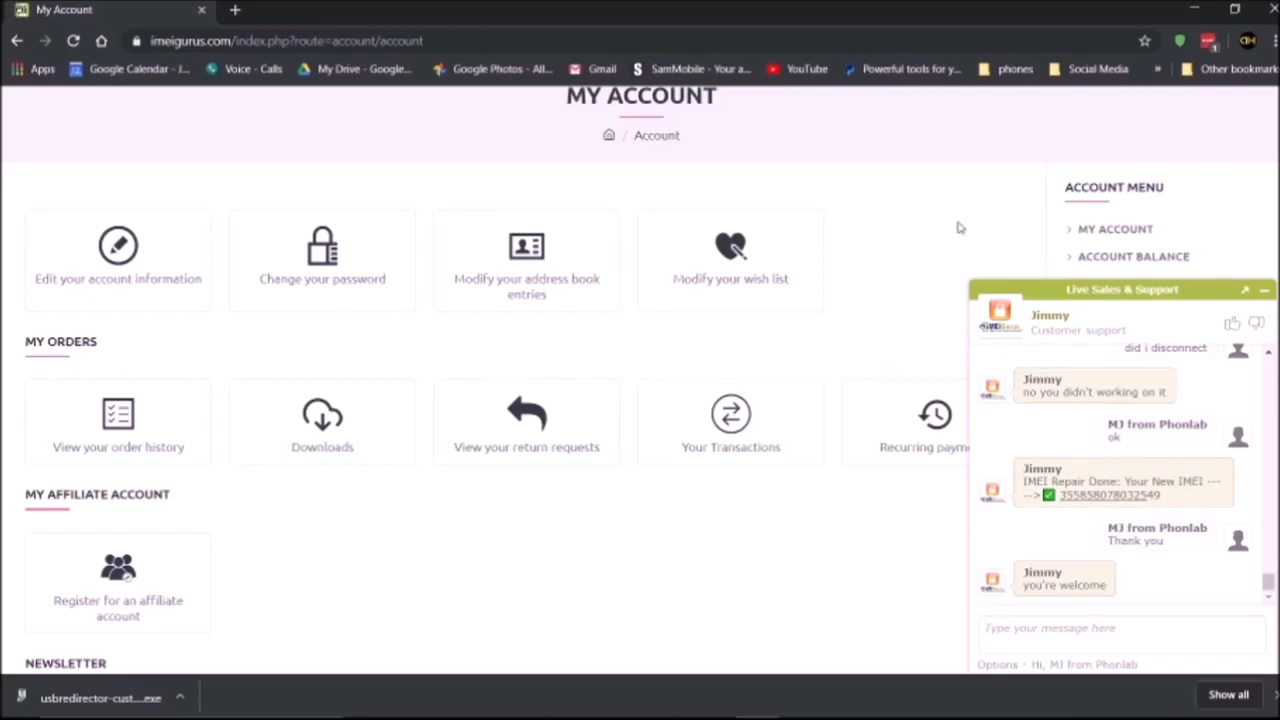 My Account
imeigurus.com/index.php?route=account/account
1
Apps
Google Calendar - J...
Voice - Calls
My Drive - Google...
Google Photos - All...
Gmail
SamMobile - Your a...
YouTube
Powerful tools for y...
phones
Social Media
»
Other bookmark
MY ACCOUNT
/ Account
Edit your account information
Change your password
Modify your address book
entries
Modify your wish list
ACCOUNT MENU
MY ACCOUNT
ACCOUNT BALANCE
MY ORDERS
View your order history
Downloads
View your return requests
Your Transactions
Recurring payme
MY AFFILIATE ACCOUNT
Register for an affiliate
account
NEWSLETTER
Live Sales & Support
Jimmy
Customer support
did i disconnect
Jimmy
no you didn't working on it
MJ from Phonlab
ok
Jimmy
IMEI Repair Done: Your New IMEI ---
-->✅ 355858078032549
MJ from Phonlab
Thank you
Jimmy
you're welcome
Type your message here
Options • Hi, MJ from Phonlab
usbredirector-cust....exe
Show all